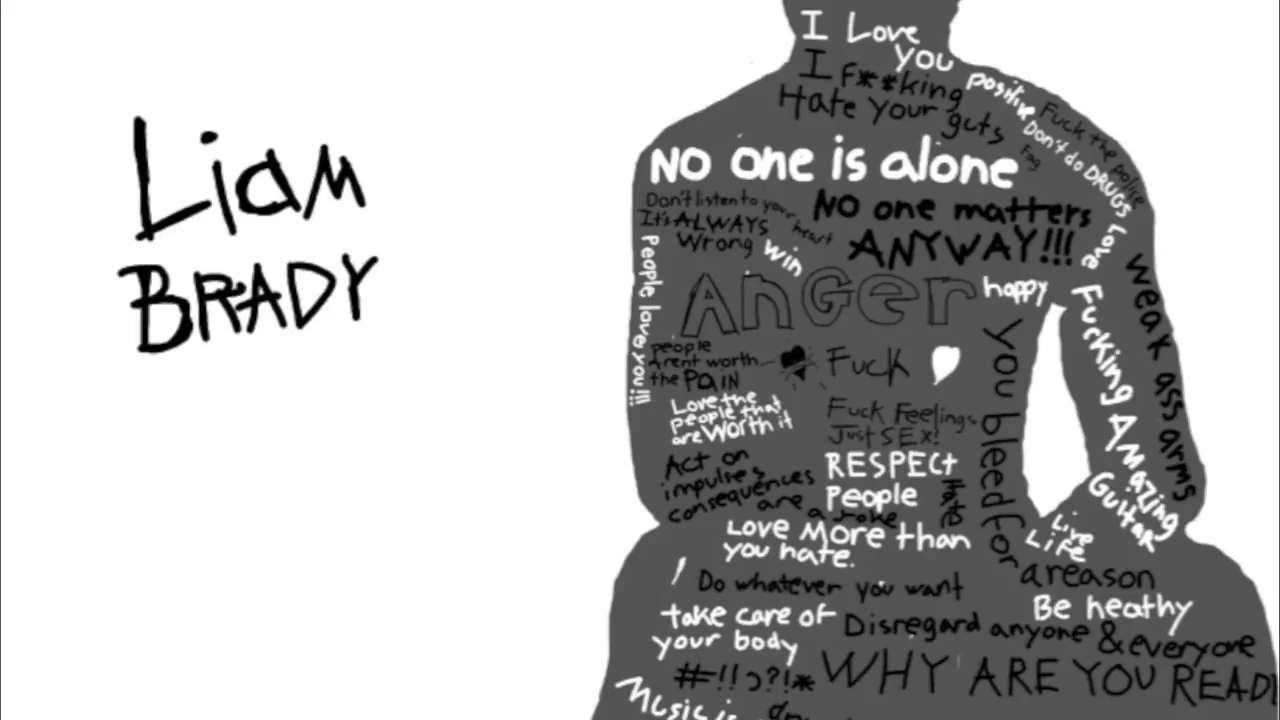 Liam
BRADY
I Love
you
I f**king
Hate your guts
positive
Fuck the police
Don't do DRUGS
Fag
NO one is alone
Don't listen to your heart
It's ALWAYS
Wrong
NO one matters
ANYWAY!!!
win
Love
People love you!!!
ANGer
happy
weak ass arms
Fucking AMAZing
GUitAR
people
Arent worth
the PAIN
Fuck
you bleed for
a reason
Love the
people that
are Worth it
Fuck Feelings
Just SEX!
Act on
impulses
consequences
are a joke
RESPECt
People
Hate
Love More than
you hate.
Live
Life
Do whatever you want
Be heathy
take care of
your body
Disregard anyone & everyone
#=!!
?!*
WHY ARE YOU READI
Music is